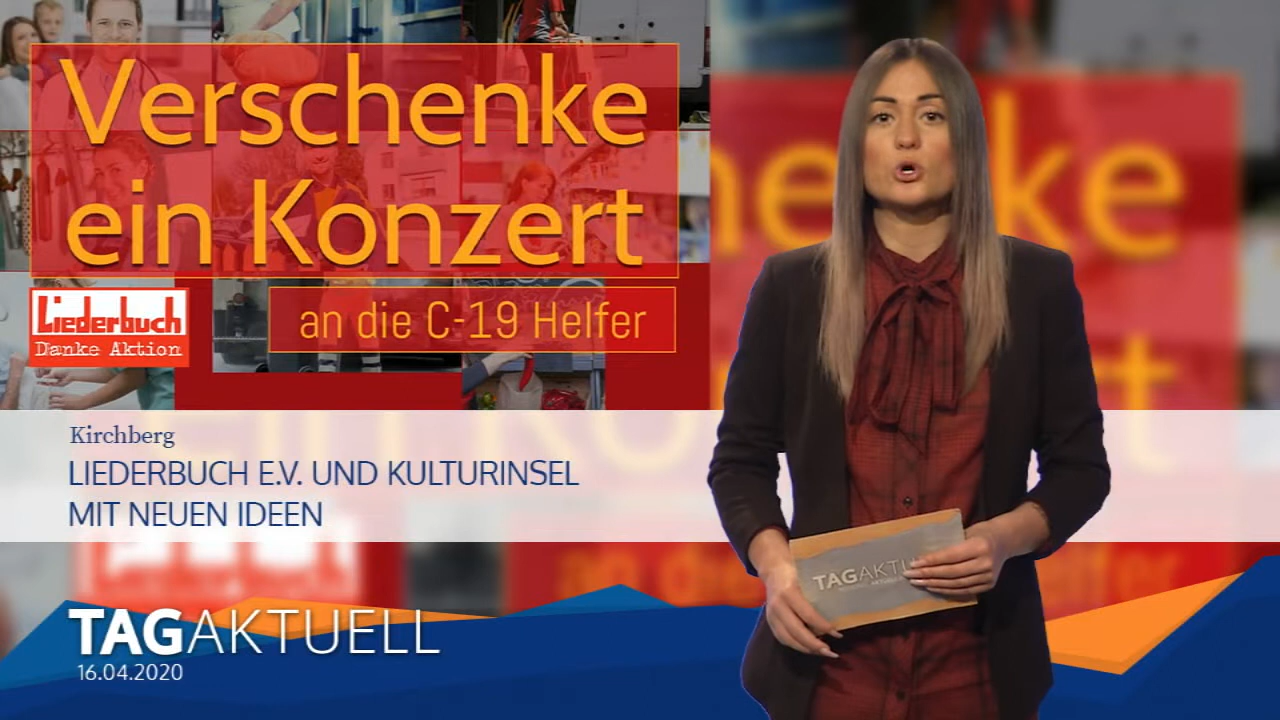 Verschenke
ein Konzert
an die C-19 Helfer
Liederbuch
Danke Aktion
Kirchberg
LIEDERBUCH E.V. UND KULTURINSEL
MIT NEUEN IDEEN
TAGAKTUELL
16.04.2020
TAGAKTU